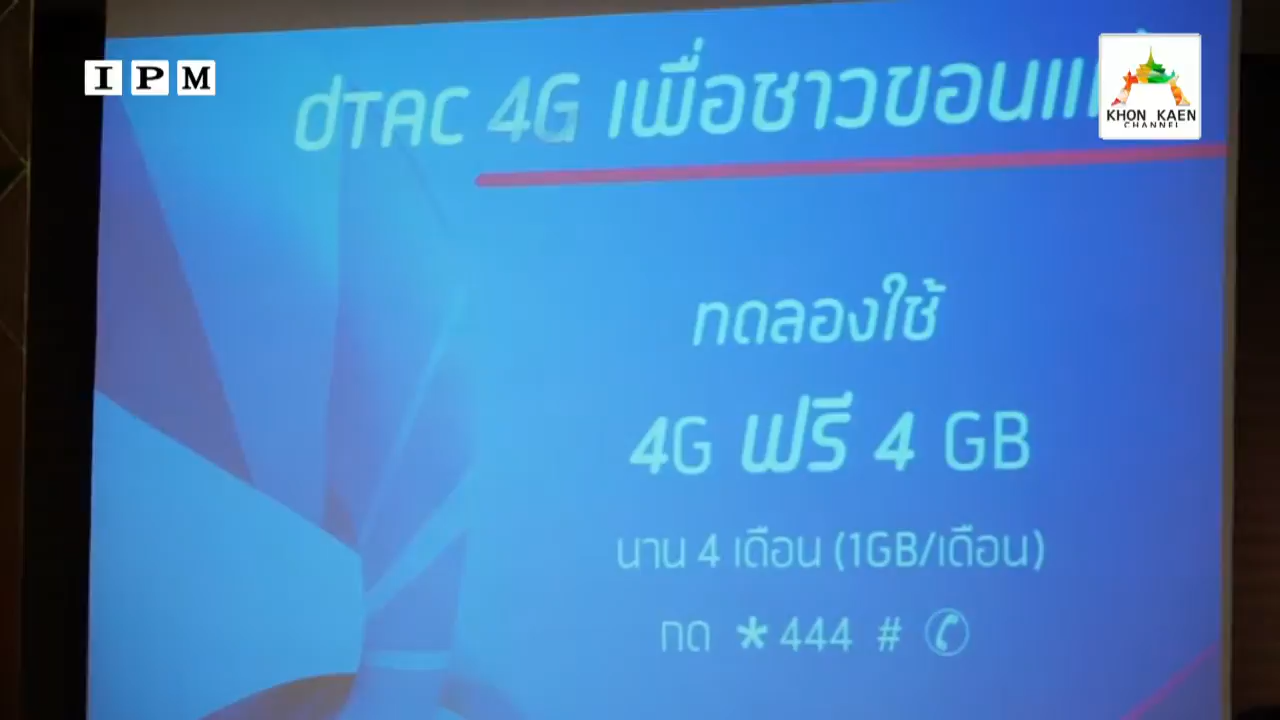 IPM
KHON KAEN
CHANNEL
dTAC 4G เพื่อชาวขอนแ
ทดลองใช้
4G ฟรี 4 GB
นาน 4 เดือน (1GB/เดือน)
กด *444 #